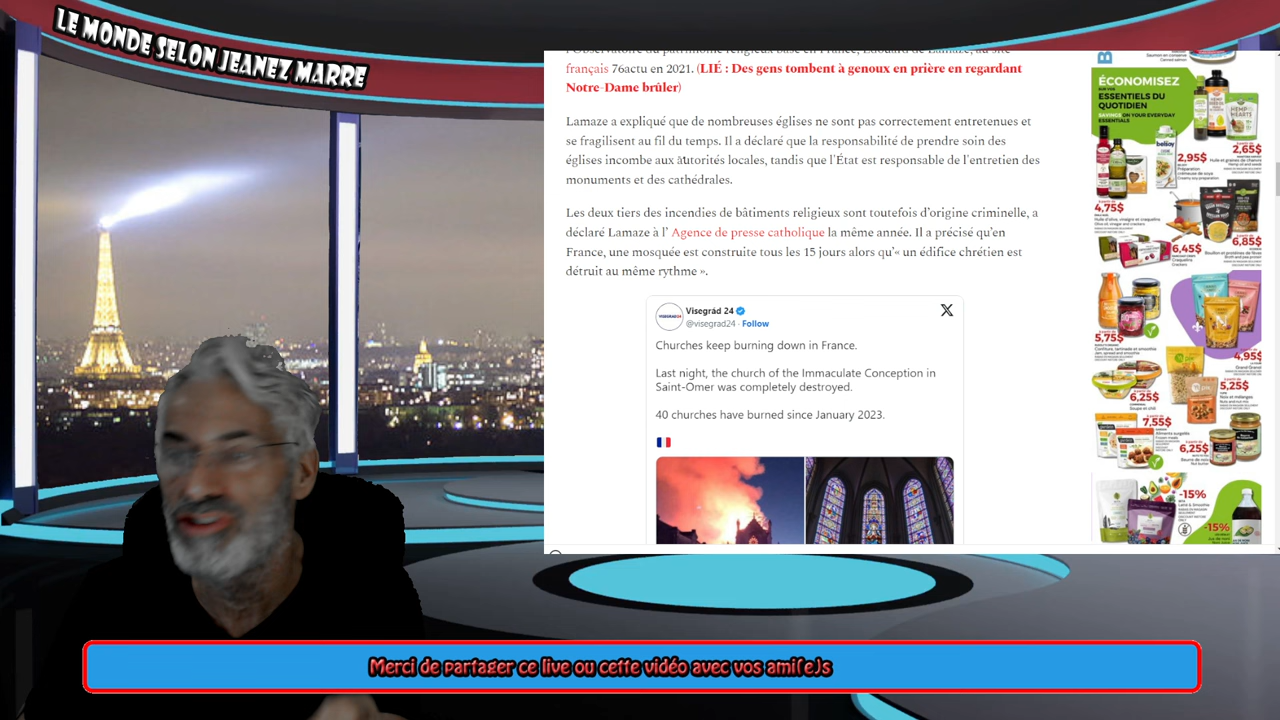 LE MONDE SELON JEANEZ MARRE
français 76actu en 2021. (LIÉ : Des gens tombent à genoux en prière en regardant
Notre-Dame brûler)
Lamaze a expliqué que de nombreuses églises ne sont pas correctement entretenues et
se fragilisent au fil du temps. Il a déclaré que la responsabilité de prendre soin des
églises incombe aux autorités locales, tandis que l'État est responsable de l'entretien des
monuments et des cathédrales.
Les deux tiers des incendies de bâtiments religieux sont toutefois d'origine criminelle, a
déclaré Lamaze à l' Agence de presse catholique la même année. Il a précisé qu'en
France, une mosquée est construite tous les 15 jours alors qu'« un édifice chrétien est
détruit au même rythme ».
Visegrád 24
@visegrad24 · Follow
Churches keep burning down in France.
Last night, the church of the Immaculate Conception in
Saint-Omer was completely destroyed.
40 churches have burned since January 2023.
ÉCONOMISEZ
ESSENTIELS DU
QUOTIDIEN
SAVINGS ON YOUR EVERYDAY
ESSENTIALS
2,65$
2,95$
4,75$
6,85$
6,45$
5,75$
4,95$
5,25$
6,25$
7,55$
6,25$
-15%
-15%
Merci de partager ce live ou cette vidéo avec vos ami(e)s